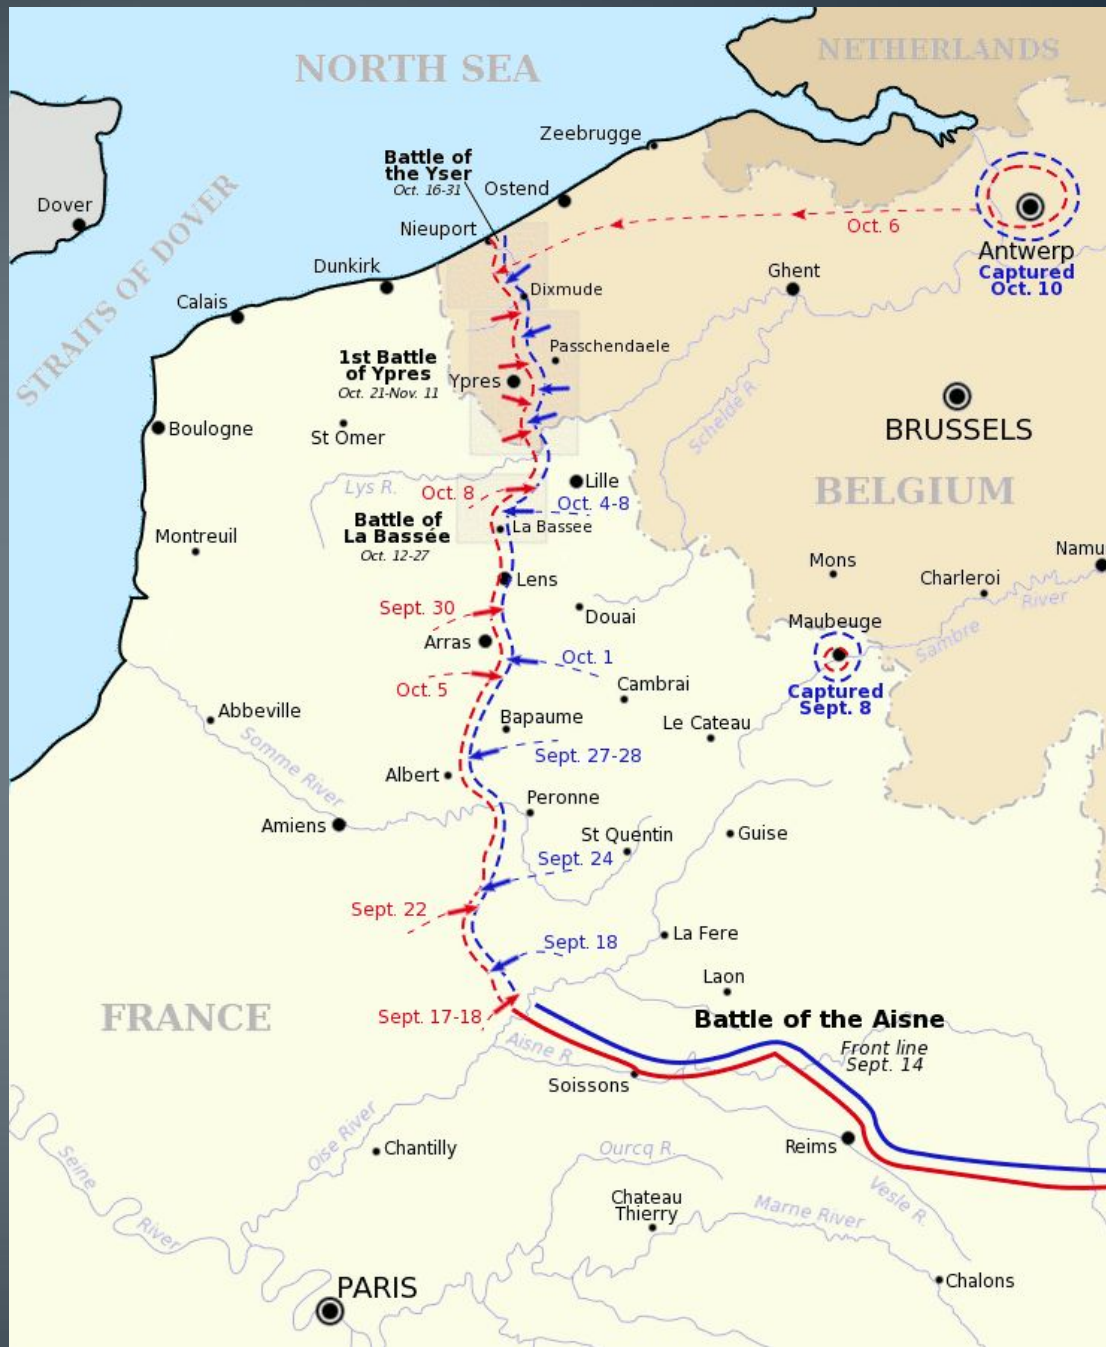 NORTH SEA
NETHERLANDS
Zeebrugge
Battle of
the Yser
Oct. 16-31
Ostend
Dover
STRAITS OF DOVER
Nieuport
Oct. 6
Antwerp
Captured
Oct. 10
Dunkirk
Ghent
Dixmude
Calais
Passchendaele
1st Battle
of Ypres
Oct. 21-Nov. 11
Ypres
Schelde R.
BRUSSELS
Boulogne
St Omer
Lys R.
Oct. 8
Lille
Oct. 4-8
BELGIUM
Battle of
La Bassée
Oct. 12-27
La Bassee
Montreuil
Mons
Namu
Charleroi
River
Sambre
Lens
Sept. 30
Douai
Maubeuge
Captured
Sept. 8
Arras
Oct. 1
Oct. 5
Cambrai
Abbeville
Bapaume
Le Cateau
Somme River
Sept. 27-28
Albert
Peronne
Amiens
St Quentin
Guise
Sept. 24
Sept. 22
La Fere
Sept. 18
Laon
FRANCE
Sept. 17-18
Battle of the Aisne
Front line
Sept. 14
Aisne R.
Soissons
Oise River
Chantilly
Ourcq R.
Reims
Seine
River
Chateau
Thierry
Marne River
Vesle R.
Chalons
PARIS